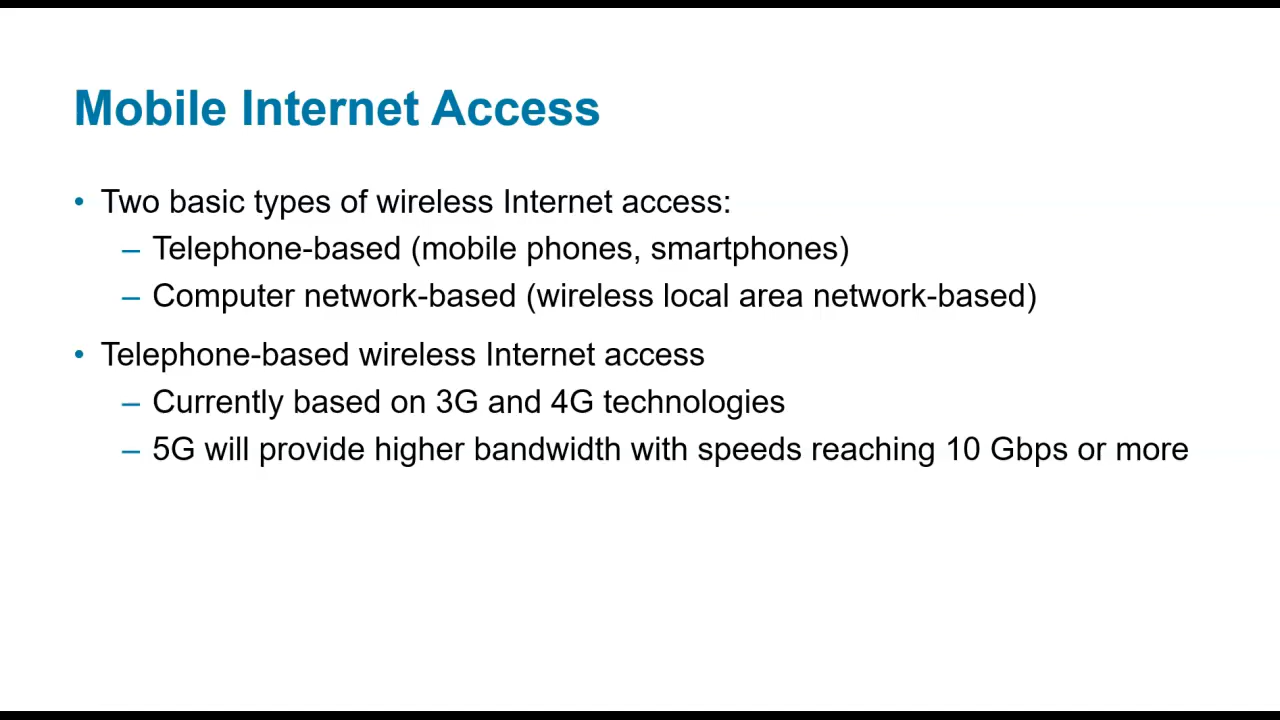 Mobile Internet Access
• Two basic types of wireless Internet access:
– Telephone-based (mobile phones, smartphones)
– Computer network-based (wireless local area network-based)
• Telephone-based wireless Internet access
– Currently based on 3G and 4G technologies
– 5G will provide higher bandwidth with speeds reaching 10 Gbps or more